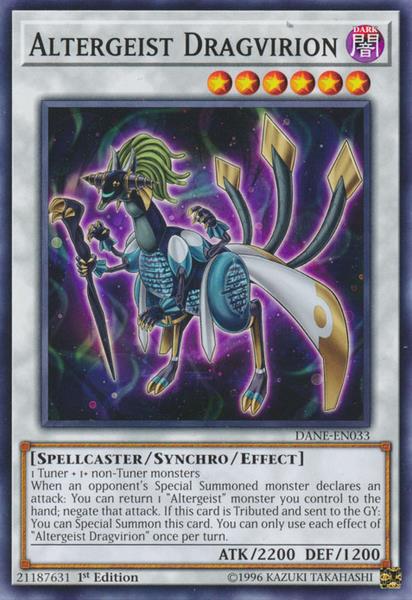 ALTERGEIST DRAGVIRION
DARK
闇
DANE-EN033
[SPELLCASTER/SYNCHRO/EFFECT]
1 Tuner + 1+ non-Tuner monsters
When an opponent's Special Summoned monster declares an
attack: You can return 1 "Altergeist" monster you control to the
hand; negate that attack. If this card is Tributed and sent to the GY:
You can Special Summon this card. You can only use each effect of
"Altergeist Dragvirion" once per turn.
ATK/2200 DEF/1200
21187631 1st Edition ©1996 KAZUKI TAKAHASHI